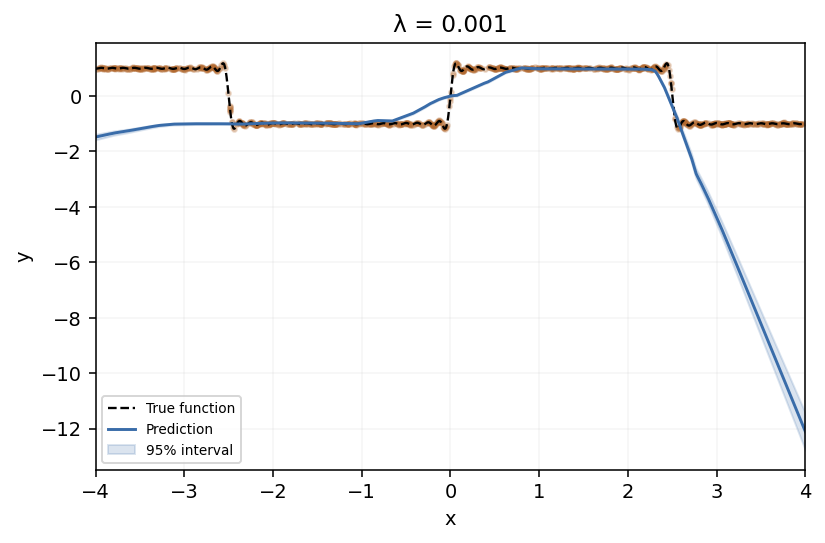 λ = 0.001
y
0
−2
−4
−6
−8
−10
−12
True function
Prediction
95% interval
−4 −3 −2 −1 0 1 2 3 4
x